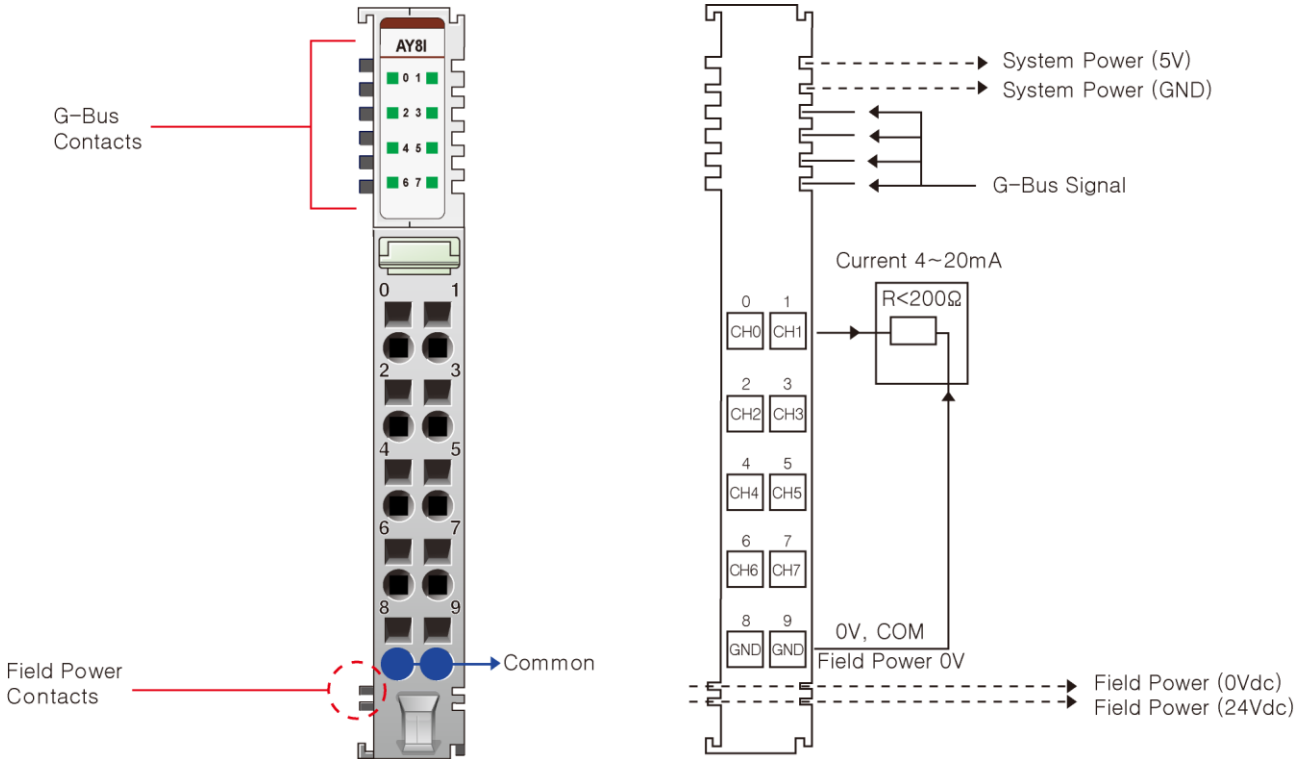 AY8I
0 1
2 3
4 5
6 7
G-Bus
Contacts
0 1
2 3
4 5
6 7
8 9
Common
Field Power
Contacts
System Power (5V)
System Power (GND)
G-Bus Signal
Current 4~20mA
R<200Ω
0 1
CH0 CH1
2 3
CH2 CH3
4 5
CH4 CH5
6 7
CH6 CH7
8 9
GND GND
0V, COM
Field Power 0V
Field Power (0Vdc)
Field Power (24Vdc)